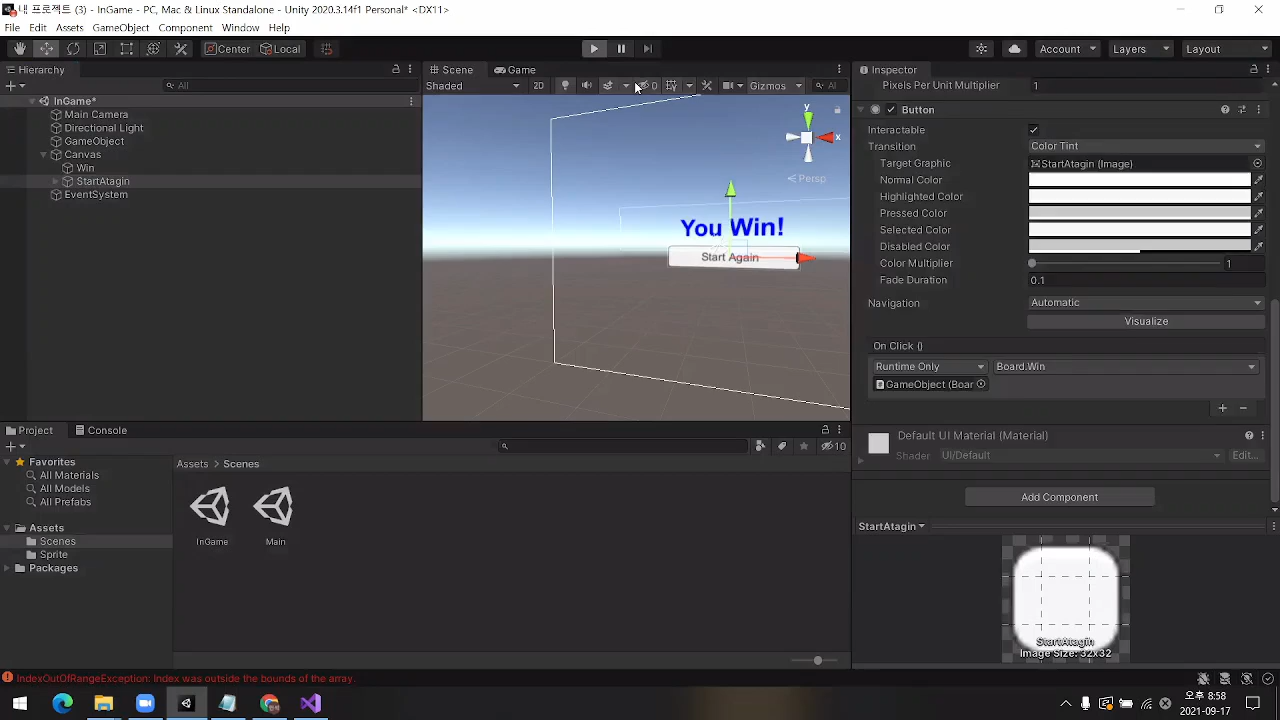 내 프로젝트 (3) - InGame - PC, Mac & Linux Standalone - Unity 2020.3.14f1 Personal* <DX11>
File Edit Assets GameObject Component Window Help
Center Local Account Layers Layout
Hierarchy
All
InGame*
Main Camera
Directional Light
GameObject
Canvas
Win
StartAtagin
EventSystem
Scene Game
Shaded 2D 0 Gizmos Al
y
x
Persp
You Win!
Start Again
Inspector
Pixels Per Unit Multiplier 1
Button
Interactable
Transition Color Tint
Target Graphic StartAtagin (Image)
Normal Color
Highlighted Color
Pressed Color
Selected Color
Disabled Color
Color Multiplier 1
Fade Duration 0.1
Navigation Automatic
Visualize
On Click ()
Runtime Only Board.Win
GameObject (Boar
+ −
Default UI Material (Material)
Shader UI/Default Edit...
Add Component
StartAtagin
StartAtagin
Image Size: 32x32
Project Console
10
Favorites
All Materials
All Models
All Prefabs
Assets
Scenes
Sprite
Packages
Assets > Scenes
InGame Main
IndexOutOfRangeException: Index was outside the bounds of the array.
오후 8:58
2021-09-17